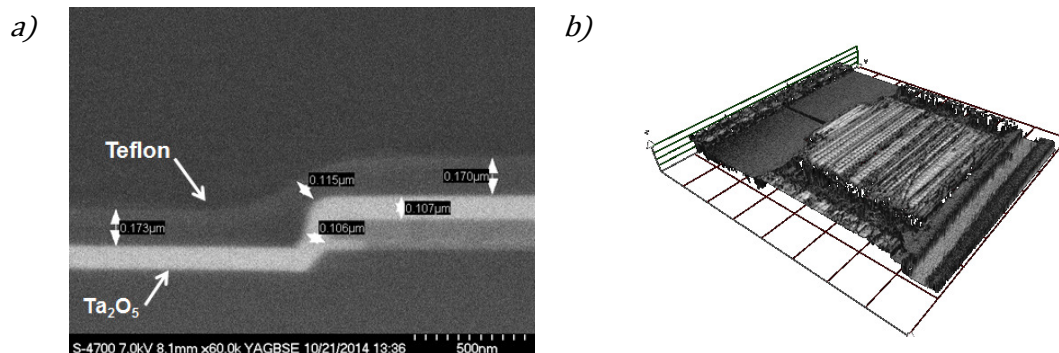 a)
b)
Teflon
0.115µm
0.170µm
0.107µm
0.173µm
0.106µm
Ta₂O₅
S-4700 7.0kV 8.1mm x60.0k YAGBSE 10/21/2014 13:36 500nm